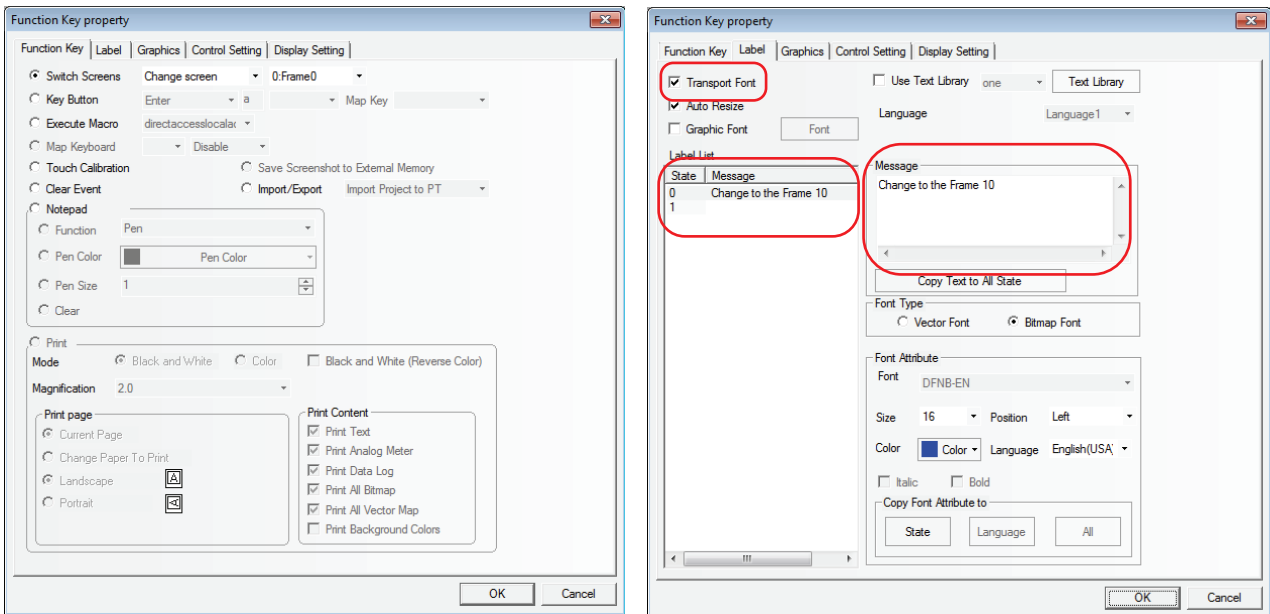 Function Key property
Function Key Label Graphics Control Setting Display Setting
Switch Screens Change screen 0:Frame0
Key Button Enter a Map Key
Execute Macro directaccesslocalac
Map Keyboard Disable
Touch Calibration Save Screenshot to External Memory
Clear Event Import/Export Import Project to PT
Notepad
Function Pen
Pen Color Pen Color
Pen Size 1
Clear
Print
Mode Black and White Color Black and White (Reverse Color)
Magnification 2.0
Print page
Current Page
Change Paper To Print
Landscape A
Portrait A
Print Content
Print Text
Print Analog Meter
Print Data Log
Print All Bitmap
Print All Vector Map
Print Background Colors
OK Cancel
Function Key property
Function Key Label Graphics Control Setting Display Setting
Transport Font
Auto Resize
Graphic Font Font
Label List
State Message
0 Change to the Frame 10
1
Use Text Library one Text Library
Language Language1
Message
Change to the Frame 10
Copy Text to All State
Font Type
Vector Font Bitmap Font
Font Attribute
Font DFNB-EN
Size 16 Position Left
Color Color Language English(USA)
Italic Bold
Copy Font Attribute to
State Language All
OK Cancel